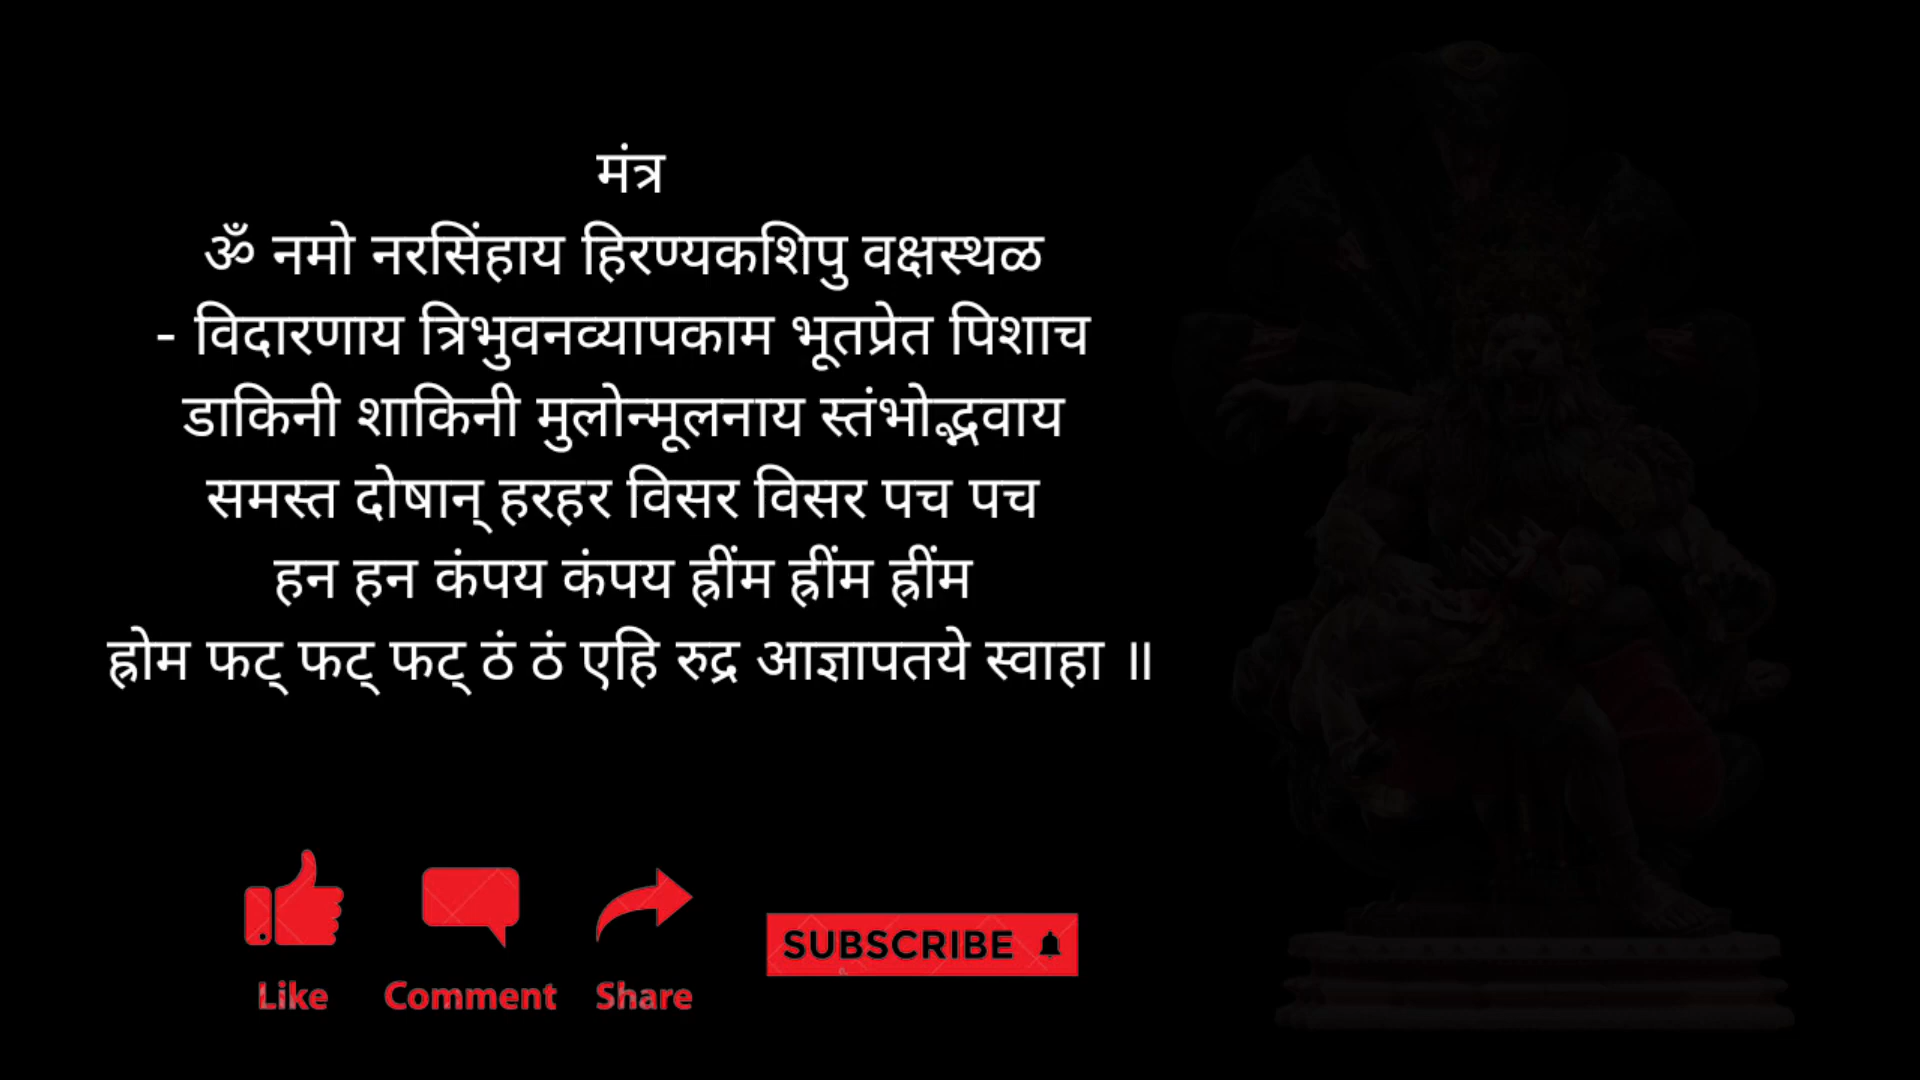 मंत्र
ॐ नमो नरसिंहाय हिरण्यकशिपु वक्षस्थळ
- विदारणाय त्रिभुवनव्यापकाम भूतप्रेत पिशाच
डाकिनी शाकिनी मुलोन्मूलनाय स्तंभोद्भवाय
समस्त दोषान् हरहर विसर विसर पच पच
हन हन कंपय कंपय ह्रींम ह्रींम ह्रींम
ह्रोम फट् फट् फट् ठं ठं एहि रुद्र आज्ञापतये स्वाहा ॥
Like Comment Share SUBSCRIBE